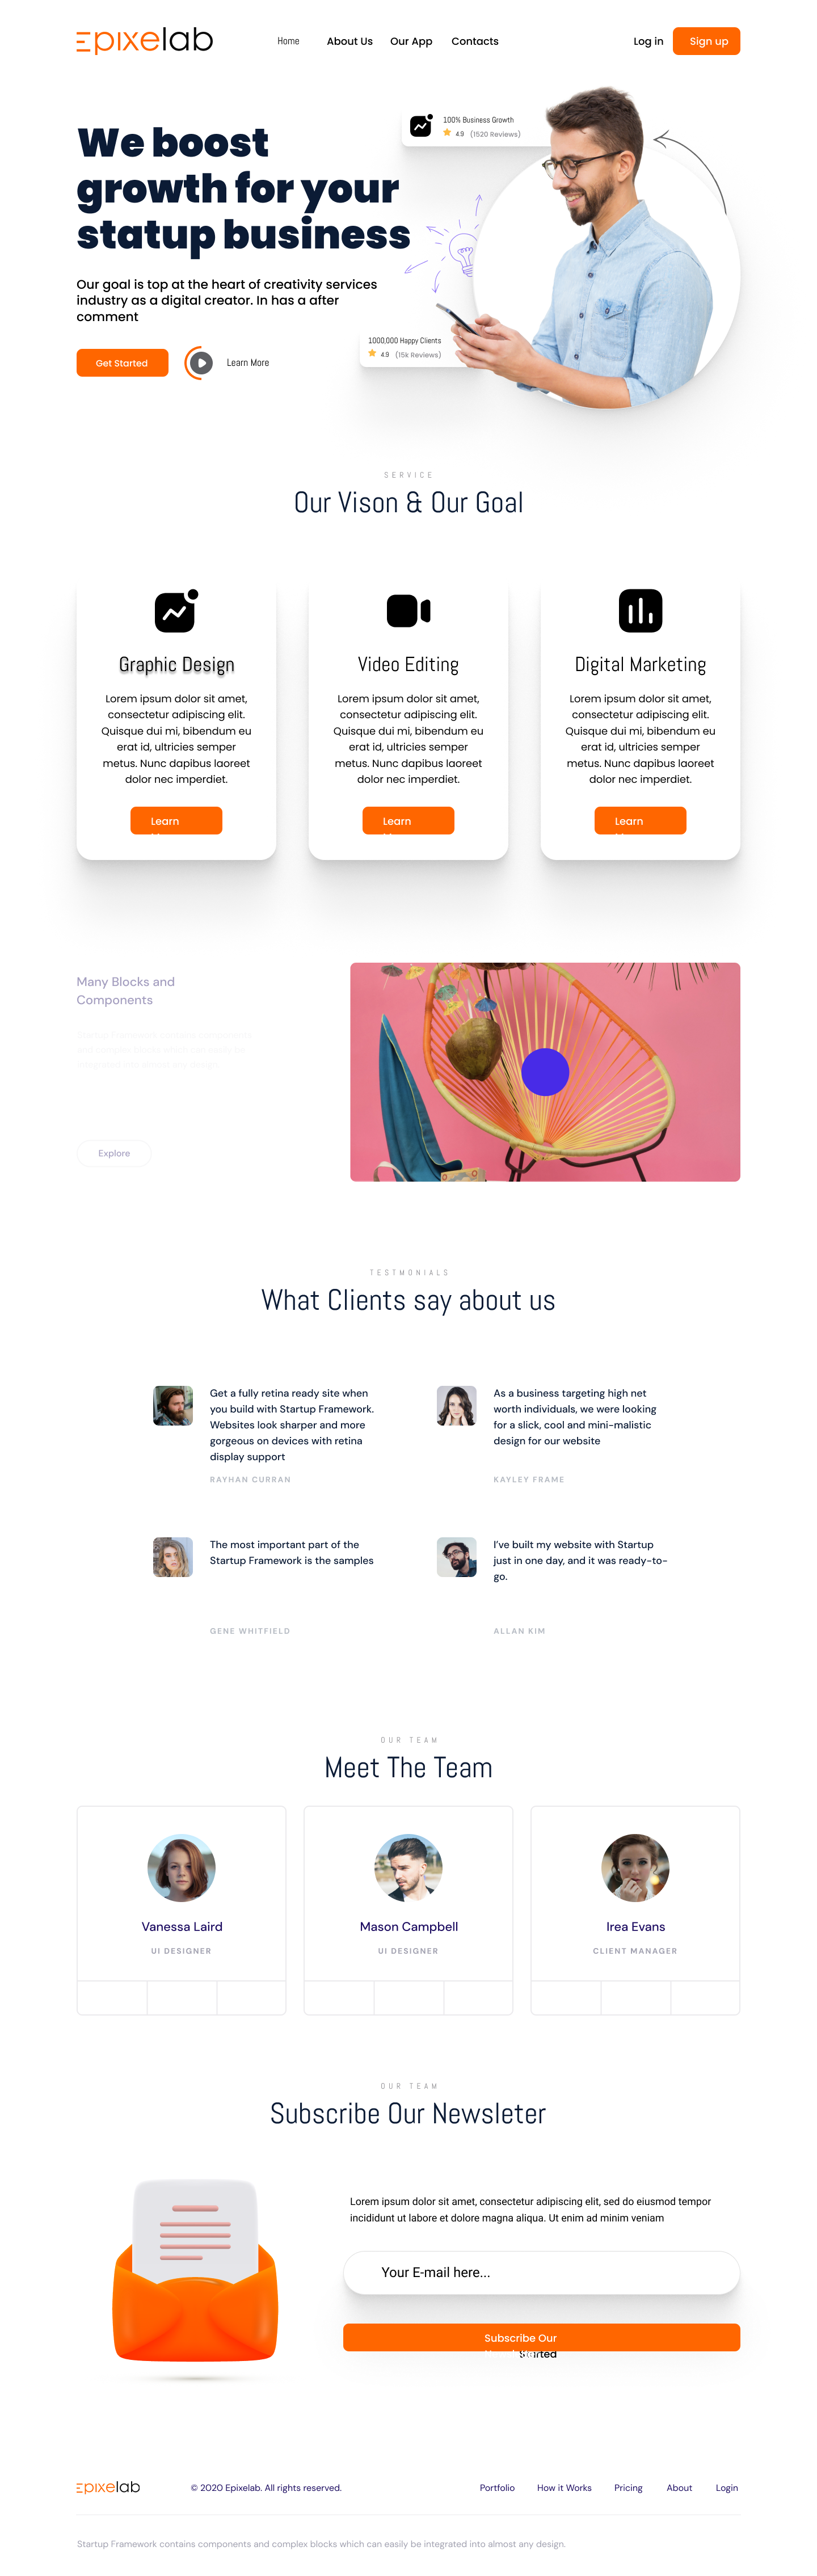 Epixelab
Home About Us Our App Contacts
Log in Sign up
We boost
growth for your
statup business
100% Business Growth
4.9 (1520 Reviews)
Our goal is top at the heart of creativity services
industry as a digital creator. In has a after
comment
Get Started
Learn More
1000,000 Happy Clients
4.9 (15k Reviews)
SERVICE
Our Vison & Our Goal
Graphic Design
Lorem ipsum dolor sit amet,
consectetur adipiscing elit.
Quisque dui mi, bibendum eu
erat id, ultricies semper
metus. Nunc dapibus laoreet
dolor nec imperdiet.
Learn
Video Editing
Lorem ipsum dolor sit amet,
consectetur adipiscing elit.
Quisque dui mi, bibendum eu
erat id, ultricies semper
metus. Nunc dapibus laoreet
dolor nec imperdiet.
Learn
Digital Marketing
Lorem ipsum dolor sit amet,
consectetur adipiscing elit.
Quisque dui mi, bibendum eu
erat id, ultricies semper
metus. Nunc dapibus laoreet
dolor nec imperdiet.
Learn
Many Blocks and
Components
Explore
TESTMONIALS
What Clients say about us
Get a fully retina ready site when
you build with Startup Framework.
Websites look sharper and more
gorgeous on devices with retina
display support
RAYHAN CURRAN
As a business targeting high net
worth individuals, we were looking
for a slick, cool and mini-malistic
design for our website
KAYLEY FRAME
The most important part of the
Startup Framework is the samples
GENE WHITFIELD
I've built my website with Startup
just in one day, and it was ready-to-
go.
ALLAN KIM
OUR TEAM
Meet The Team
Vanessa Laird
UI DESIGNER
Mason Campbell
UI DESIGNER
Irea Evans
CLIENT MANAGER
OUR TEAM
Subscribe Our Newsleter
Lorem ipsum dolor sit amet, consectetur adipiscing elit, sed do eiusmod tempor
incididunt ut labore et dolore magna aliqua. Ut enim ad minim veniam
Your E-mail here...
Subscribe Our
Started
Epixelab
© 2020 Epixelab. All rights reserved.
Portfolio How it Works Pricing About Login
Startup Framework contains components and complex blocks which can easily be integrated into almost any design.